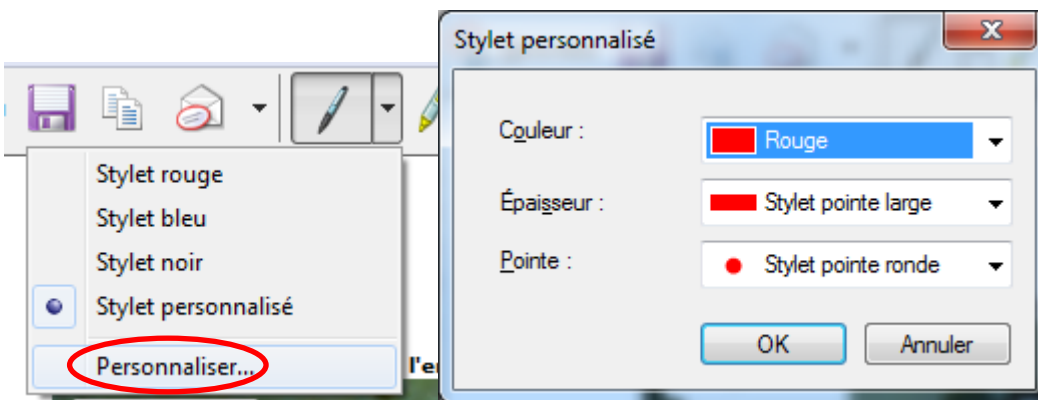 Stylet rouge
Stylet bleu
Stylet noir
Stylet personnalisé
Personnaliser...
l'e
Stylet personnalisé
Couleur :
Rouge
Épaisseur :
Stylet pointe large
Pointe :
Stylet pointe ronde
OK
Annuler